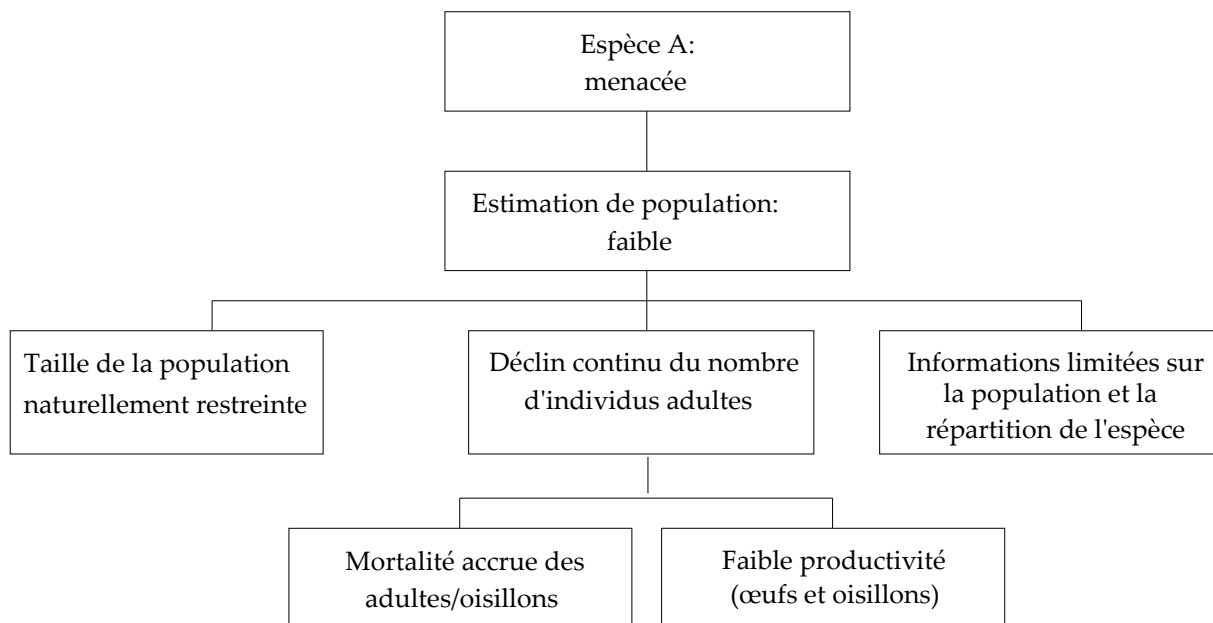 Espèce A:
menacée
Estimation de population:
faible
Taille de la population
naturellement restreinte
Déclin continu du nombre
d'individus adultes
Informations limitées sur
la population et la
répartition de l'espèce
Mortalité accrue des
adultes/oisillons
Faible productivité
(œufs et oisillons)